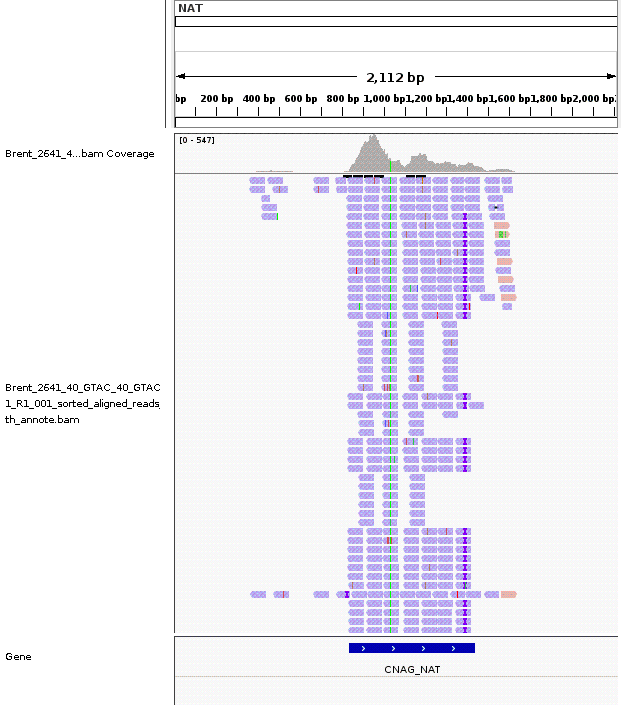 NAT
2,112 bp
bp 200 bp 400 bp 600 bp 800 bp 1,000 bp 1,200 bp 1,400 bp 1,600 bp 1,800 bp 2,000 bp
[0 - 547]
Brent_2641_4...bam Coverage
Brent_2641_40_GTAC_40_GTAC
1_R1_001_sorted_aligned_reads_
th_annote.bam
Gene
CNAG_NAT